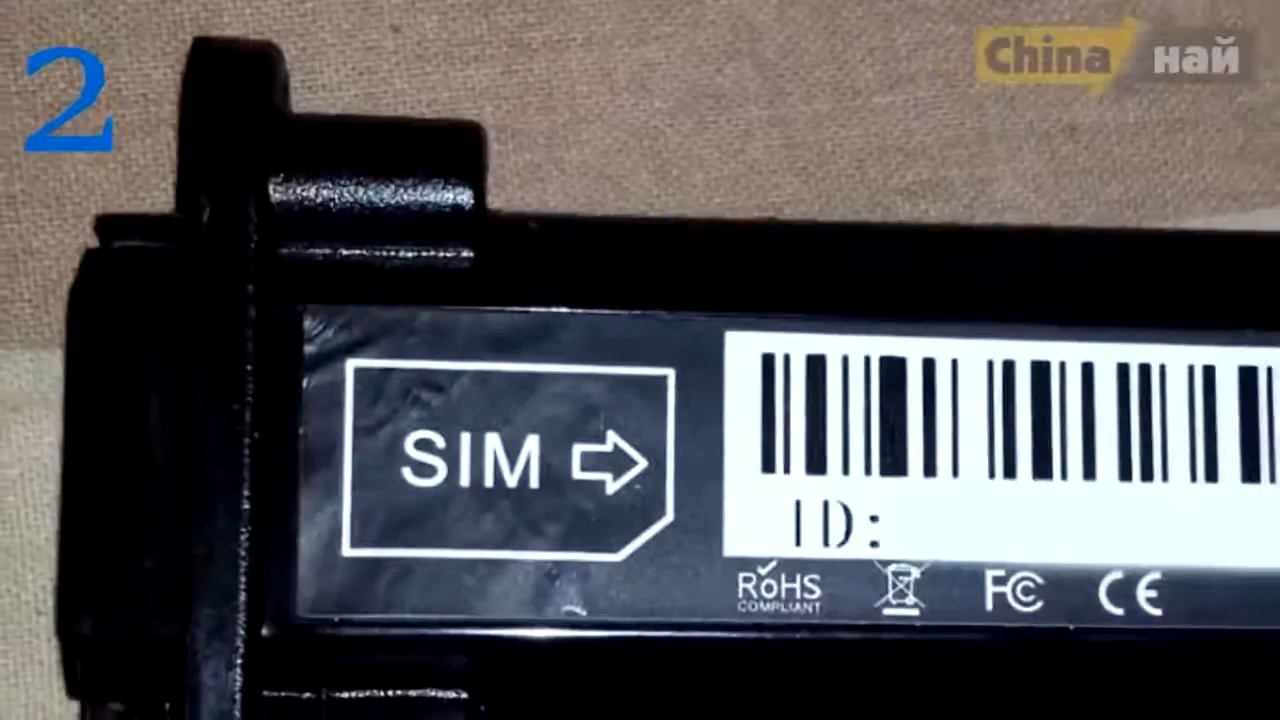 2
China най
SIM
ID:
RoHS
COMPLIANT
FC CE